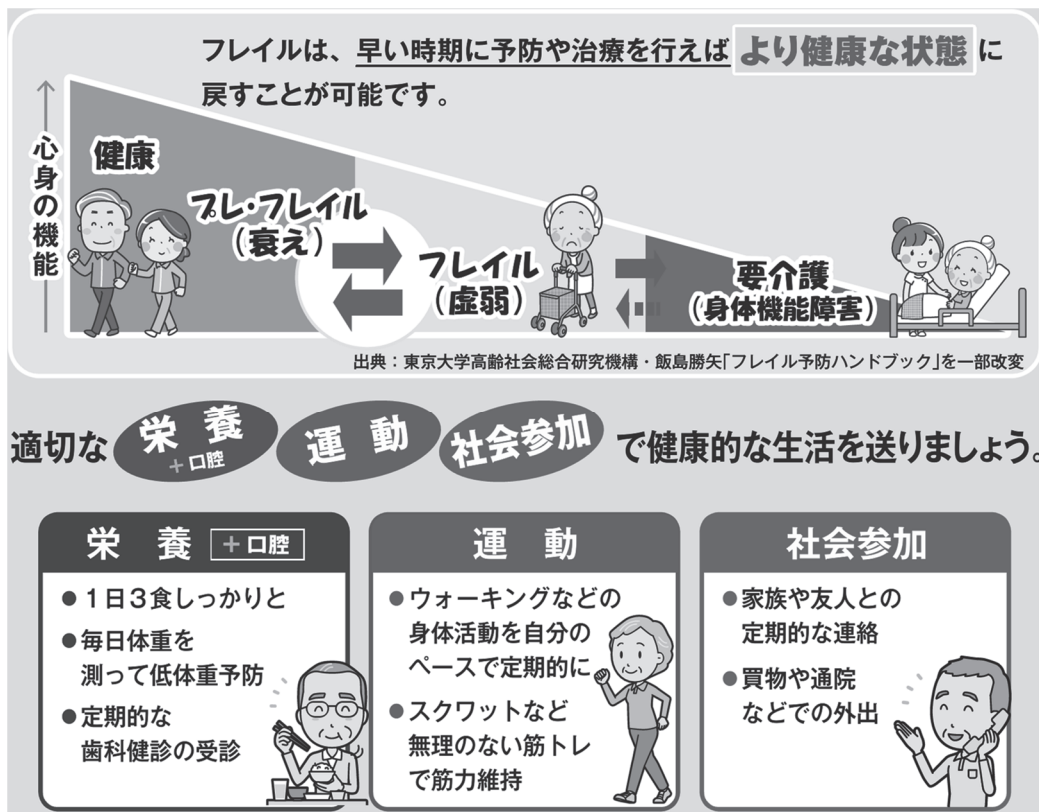 フレイルは、早い時期に予防や治療を行えば より健康な状態 に
戻すことが可能です。
心身の機能
健康
プレ・フレイル
(衰え)
フレイル
(虚弱)
要介護
(身体機能障害)
出典:東京大学高齢社会総合研究機構・飯島勝矢「フレイル予防ハンドブック」を一部改変
適切な 栄養 +口腔 運動 社会参加 で健康的な生活を送りましょう。
栄養 +口腔
●1日3食しっかりと
●毎日体重を
測って低体重予防
●定期的な
歯科健診の受診
運動
●ウォーキングなどの
身体活動を自分の
ペースで定期的に
●スクワットなど
無理のない筋トレ
で筋力維持
社会参加
●家族や友人との
定期的な連絡
●買物や通院
などでの外出